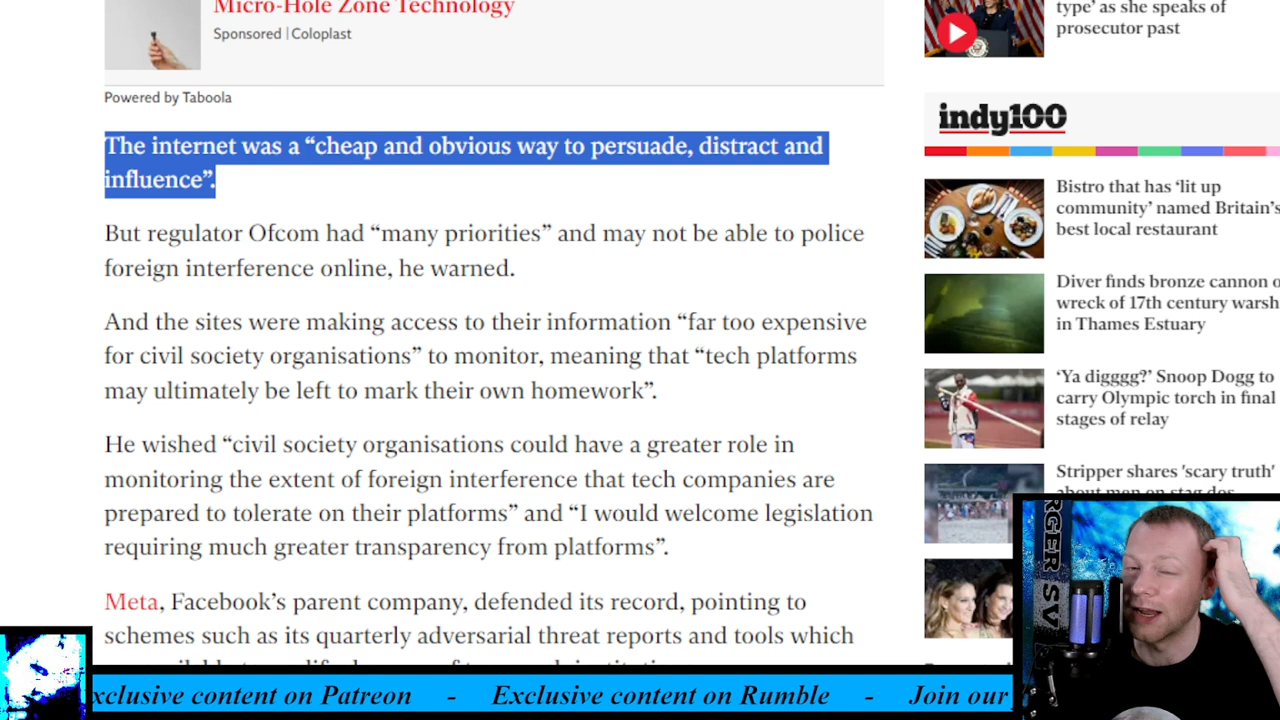 Micro-Hole Zone Technology
Sponsored | Coloplast
Powered by Taboola
The internet was a “cheap and obvious way to persuade, distract and
influence”.
But regulator Ofcom had “many priorities” and may not be able to police
foreign interference online, he warned.
And the sites were making access to their information “far too expensive
for civil society organisations” to monitor, meaning that “tech platforms
may ultimately be left to mark their own homework”.
He wished “civil society organisations could have a greater role in
monitoring the extent of foreign interference that tech companies are
prepared to tolerate on their platforms” and “I would welcome legislation
requiring much greater transparency from platforms”.
Meta, Facebook’s parent company, defended its record, pointing to
schemes such as its quarterly adversarial threat reports and tools which
type’ as she speaks of
prosecutor past
indy100
Bistro that has ‘lit up
community’ named Britain’s
best local restaurant
Diver finds bronze cannon o
wreck of 17th century warsh
in Thames Estuary
‘Ya digggg?’ Snoop Dogg to
carry Olympic torch in final
stages of relay
Stripper shares 'scary truth'
about men on stag dos
RGER SV
xclusive content on Patreon - Exclusive content on Rumble - Join our